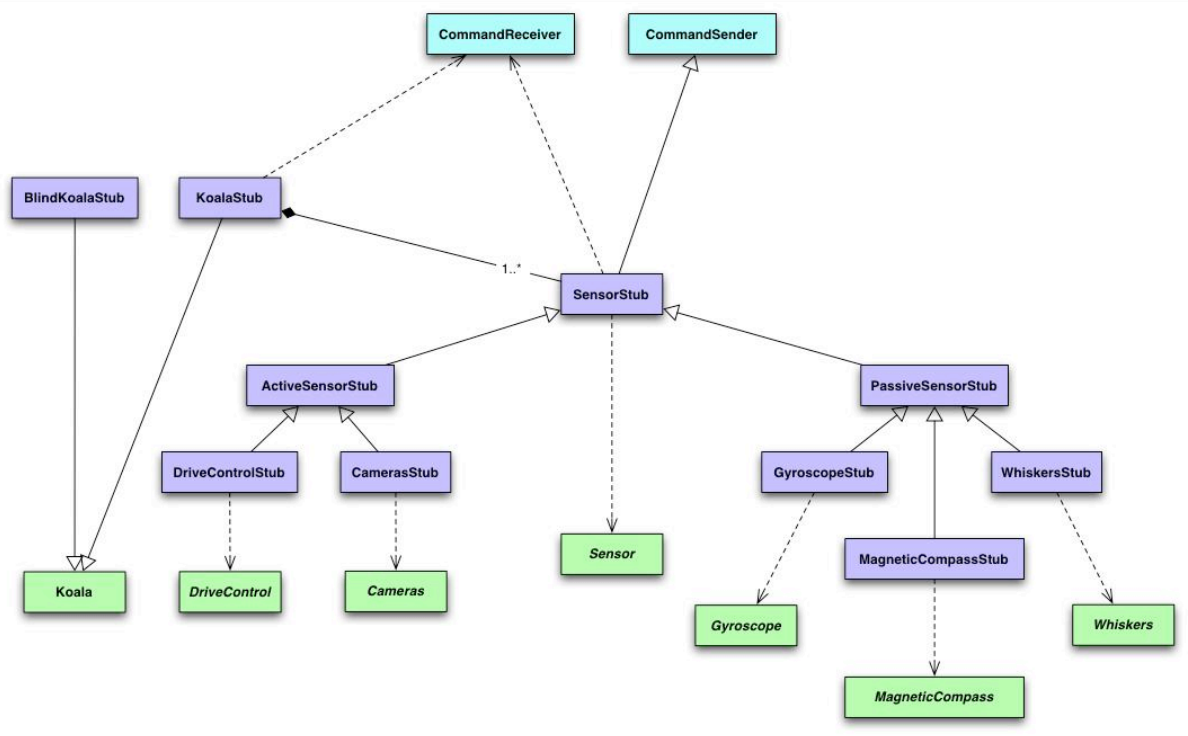 CommandReceiver
CommandSender
BlindKoalaStub
KoalaStub
1..*
SensorStub
ActiveSensorStub
PassiveSensorStub
DriveControlStub
CamerasStub
GyroscopeStub
WhiskersStub
Sensor
MagneticCompassStub
Koala
DriveControl
Cameras
Gyroscope
Whiskers
MagneticCompass